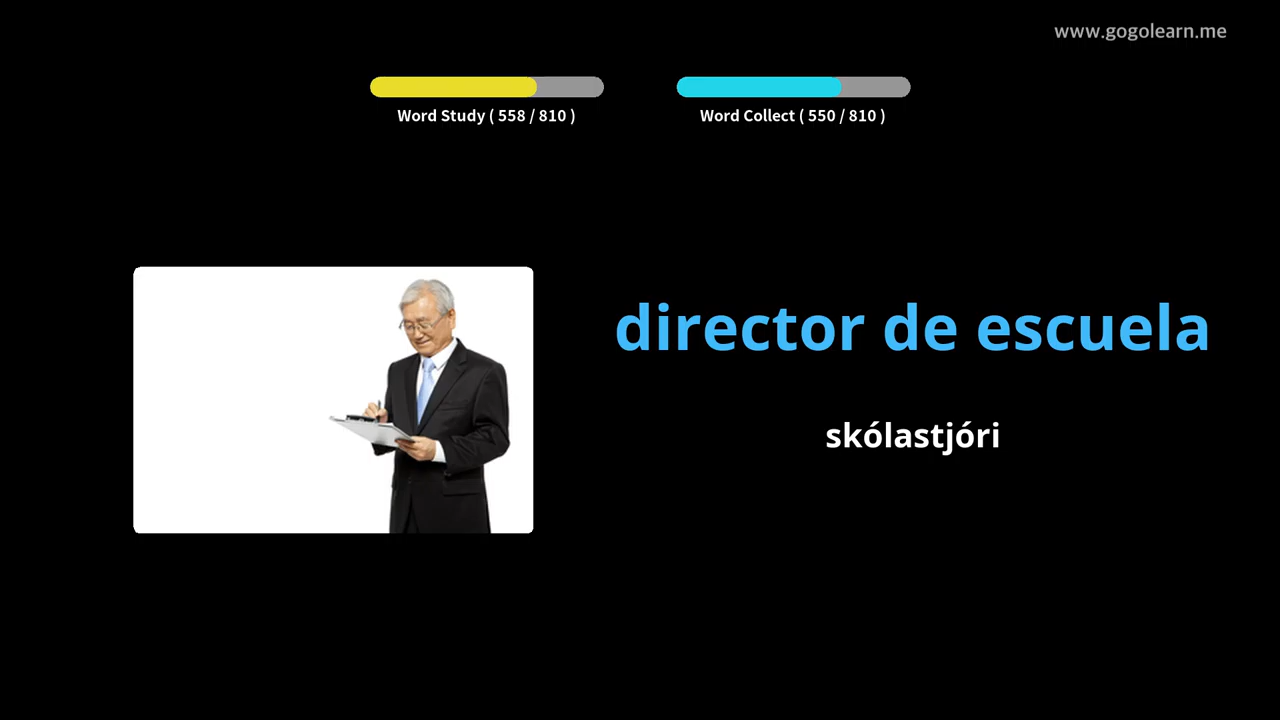 www.gogolearn.me
Word Study ( 558 / 810 )
Word Collect ( 550 / 810 )
director de escuela
skólastjóri